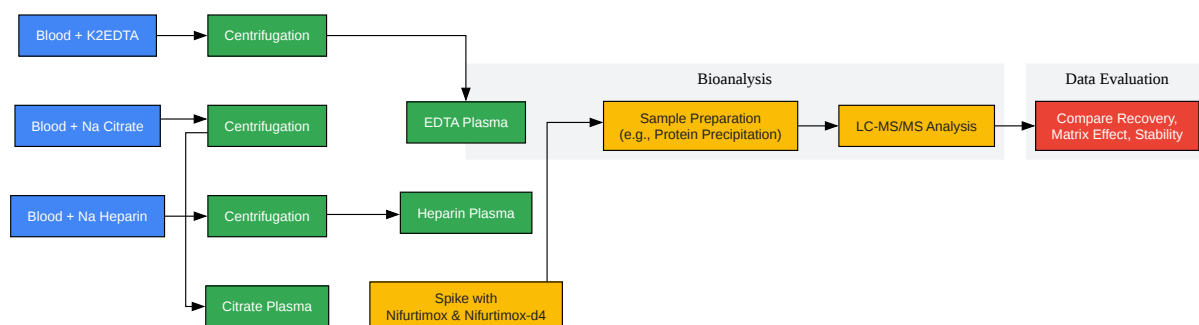 Blood + K2EDTA
Centrifugation
Bioanalysis
Data Evaluation
Blood + Na Citrate
Centrifugation
EDTA Plasma
Sample Preparation
(e.g., Protein Precipitation)
LC-MS/MS Analysis
Compare Recovery,
Matrix Effect, Stability
Blood + Na Heparin
Centrifugation
Heparin Plasma
Citrate Plasma
Spike with
Nifurtimox & Nifurtimox-d4